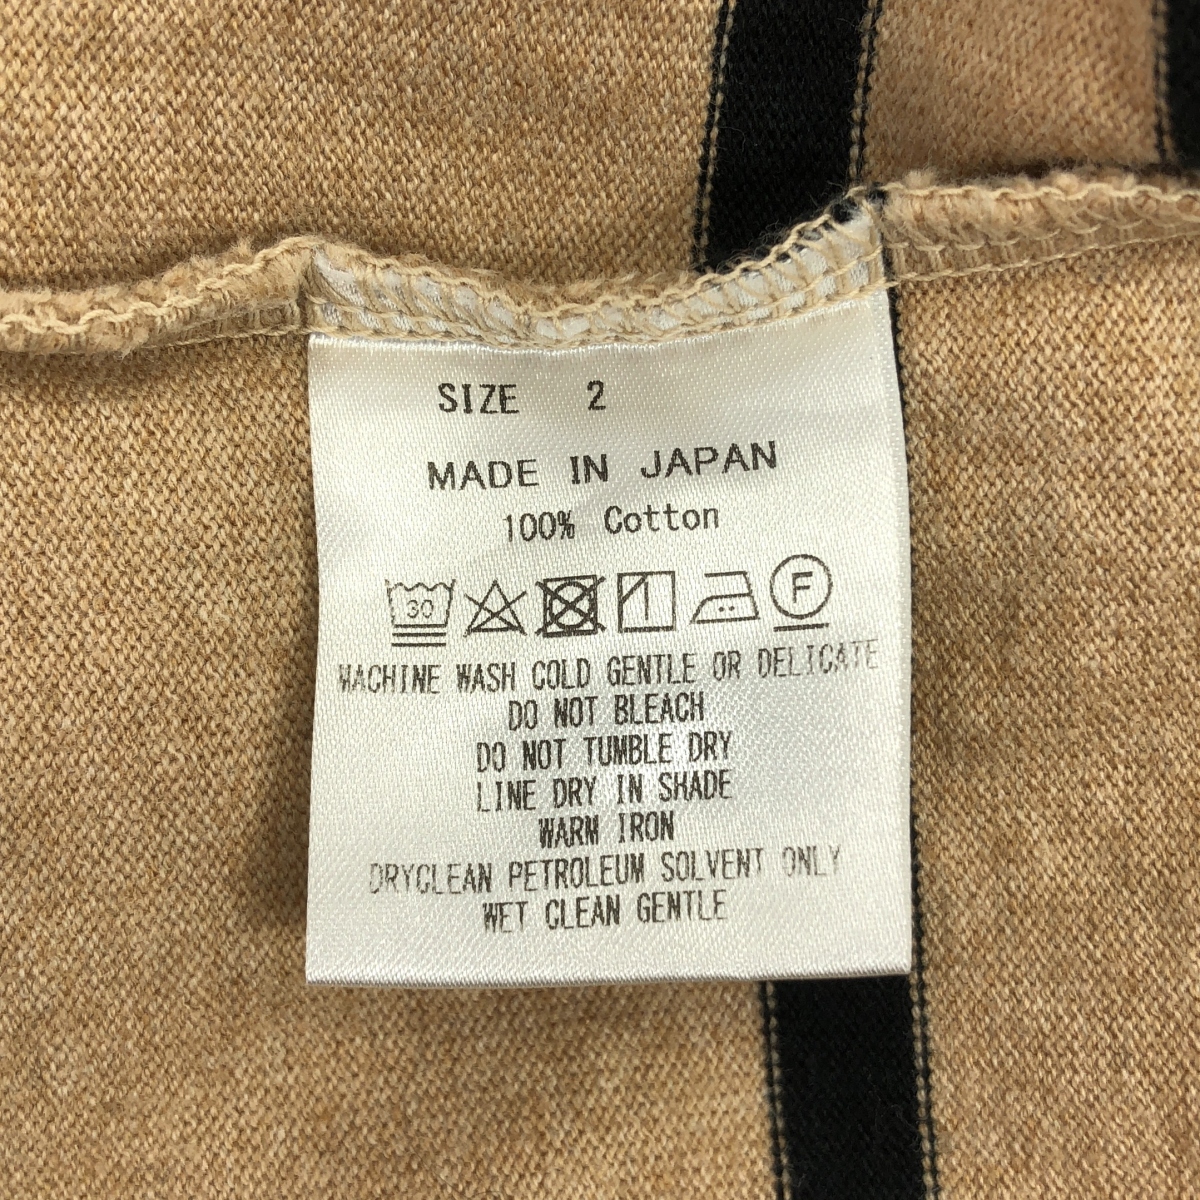 SIZE 2
MADE IN JAPAN
100% Cotton
30 F
MACHINE WASH COLD GENTLE OR DELICATE
DO NOT BLEACH
DO NOT TUMBLE DRY
LINE DRY IN SHADE
WARM IRON
DRYCLEAN PETROLEUM SOLVENT ONLY
WET CLEAN GENTLE